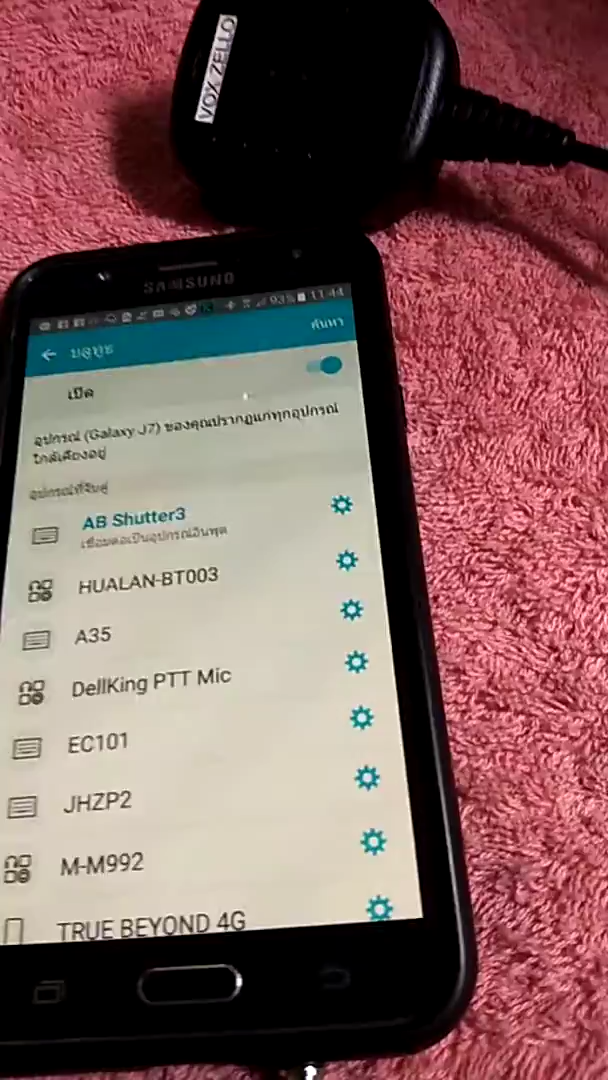 VOX ZELLO
SAMSUNG
93% 11:44
บลูทูธ
ค้นหา
เปิด
อุปกรณ์ (Galaxy J7) ของคุณปรากฏแก่ทุกอุปกรณ์
ใกล้เคียงอยู่
อุปกรณ์ที่จับคู่
AB Shutter3
เชื่อมต่อเป็นอุปกรณ์อินพุต
HUALAN-BT003
A35
DellKing PTT Mic
EC101
JHZP2
M-M992
TRUE BEYOND 4G